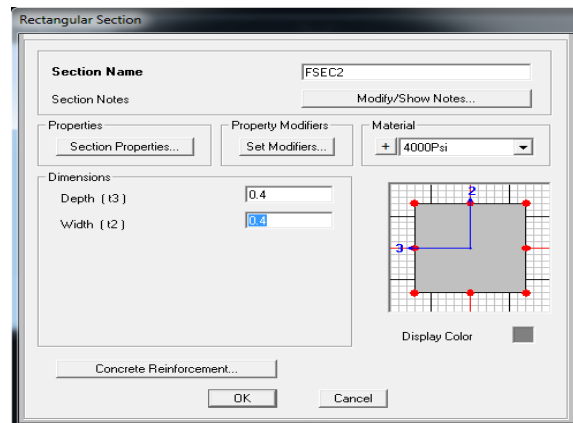 Rectangular Section
Section Name FSEC2
Section Notes Modify/Show Notes...
Properties Property Modifiers Material
Section Properties... Set Modifiers... + 4000Psi
Dimensions
Depth ( t3 ) 0.4
Width ( t2 ) 0.4
2
3
Display Color
Concrete Reinforcement...
OK Cancel